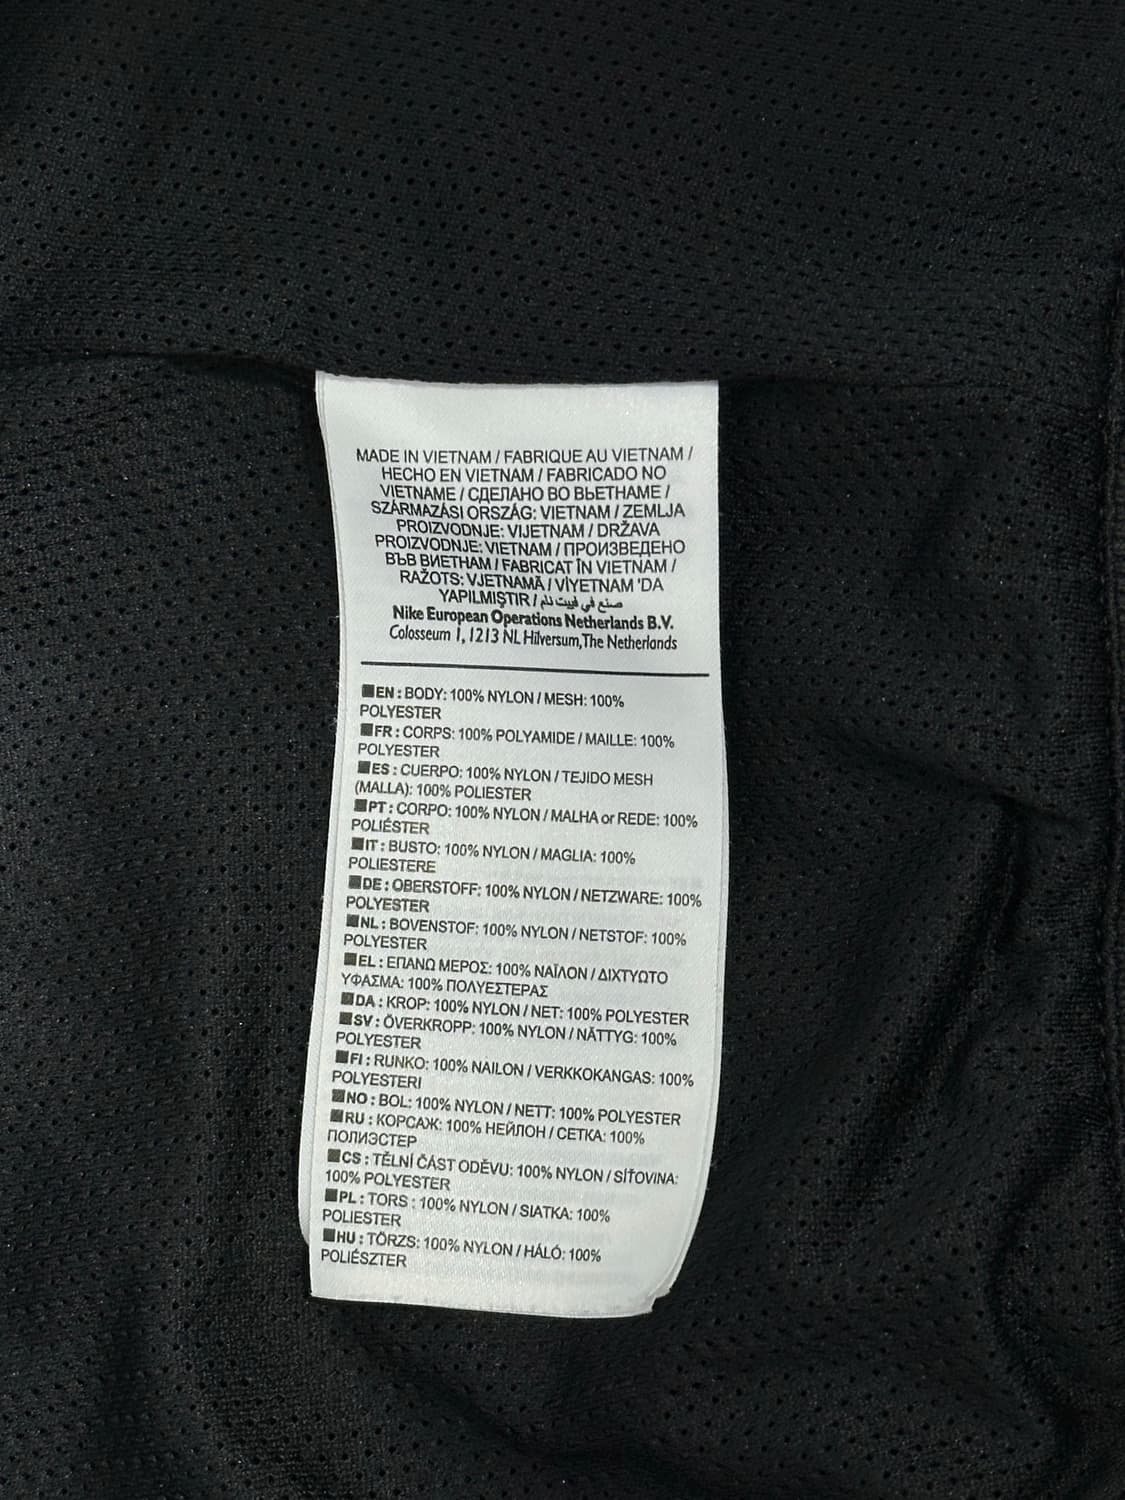 MADE IN VIETNAM / FABRIQUE AU VIETNAM /
HECHO EN VIETNAM / FABRICADO NO
VIETNAME / СДЕЛАНО ВО ВЬЕТНАМЕ /
SZÁRMAZÁSI ORSZÁG: VIETNAM / ZEMLJA
PROIZVODNJE: VIJETNAM / DRŽAVA
PROIZVODNJE: VIETNAM / ПРОИЗВЕДЕНО
ВЪВ ВИЕТНАМ / FABRICAT ÎN VIETNAM /
RAŽOTS: VJETNAMĀ / VİYETNAM 'DA
YAPILMIŞTIR / صنع في فييت نام
Nike European Operations Netherlands B.V.
Colosseum 1, 1213 NL Hilversum,The Netherlands
■EN : BODY: 100% NYLON / MESH: 100%
POLYESTER
■FR : CORPS: 100% POLYAMIDE / MAILLE: 100%
POLYESTER
■ES : CUERPO: 100% NYLON / TEJIDO MESH
(MALLA): 100% POLIESTER
■PT : CORPO: 100% NYLON / MALHA or REDE: 100%
POLIÉSTER
■IT : BUSTO: 100% NYLON / MAGLIA: 100%
POLIESTERE
■DE : OBERSTOFF: 100% NYLON / NETZWARE: 100%
POLYESTER
■NL : BOVENSTOF: 100% NYLON / NETSTOF: 100%
POLYESTER
■EL : ΕΠΑΝΩ ΜΕΡΟΣ: 100% ΝΑΪΛΟΝ / ΔΙΧΤΥΩΤΟ
ΥΦΑΣΜΑ: 100% ΠΟΛΥΕΣΤΕΡΑΣ
■DA : KROP: 100% NYLON / NET: 100% POLYESTER
■SV : ÖVERKROPP: 100% NYLON / NÄTTYG: 100%
POLYESTER
■FI : RUNKO: 100% NAILON / VERKKOKANGAS: 100%
POLYESTERI
■NO : BOL: 100% NYLON / NETT: 100% POLYESTER
■RU : КОРСАЖ: 100% НЕЙЛОН / СЕТКА: 100%
ПОЛИЭСТЕР
■CS : TĚLNÍ ČÁST ODĚVU: 100% NYLON / SÍŤOVINA:
100% POLYESTER
■PL : TORS : 100% NYLON / SIATKA: 100%
POLIESTER
■HU : TÖRZS: 100% NYLON / HÁLÓ: 100%
POLIÉSZTER